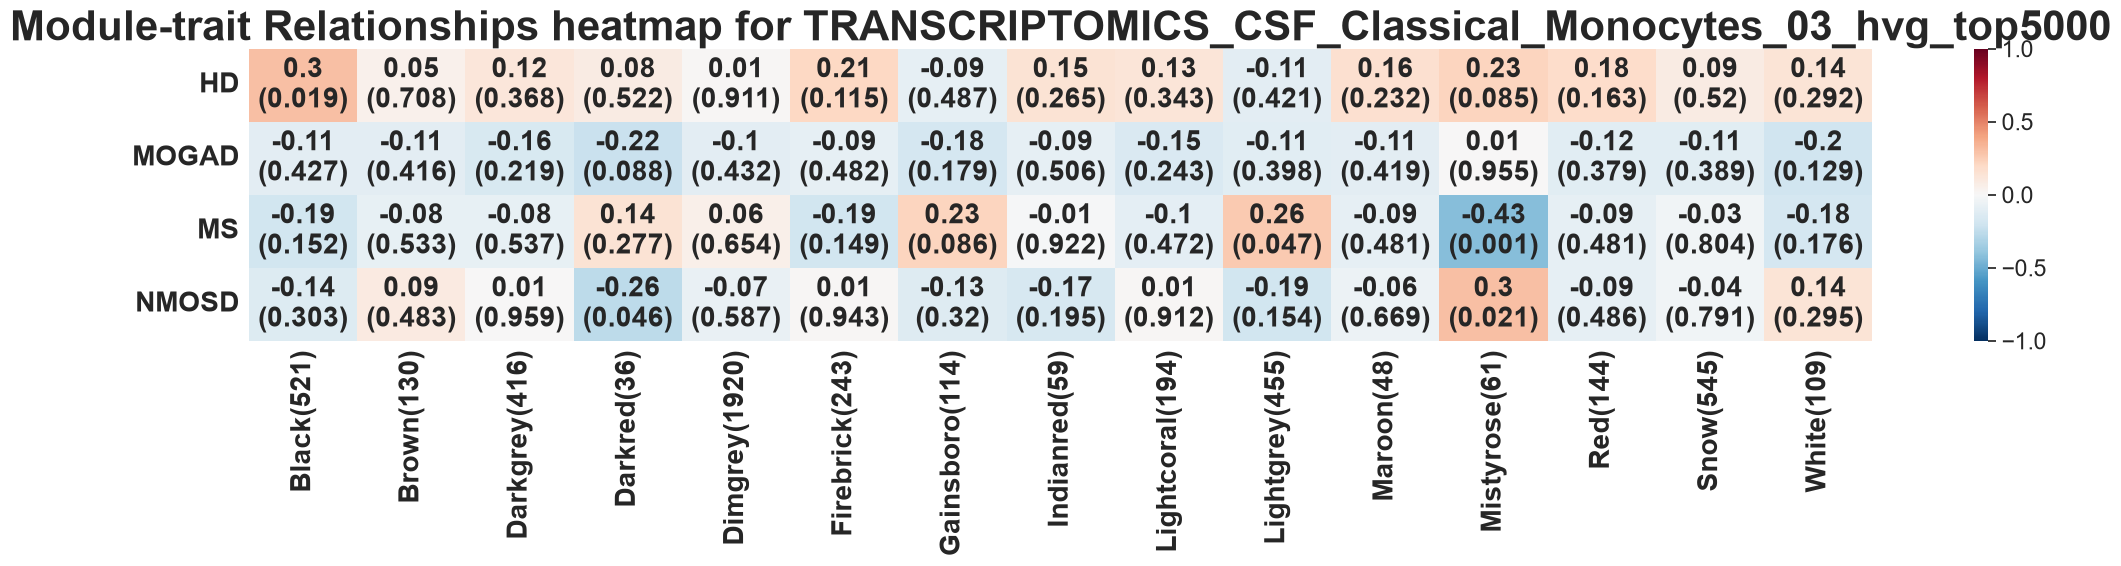 Module-trait Relationships heatmap for TRANSCRIPTOMICS_CSF_Classical_Monocytes_03_hvg_top5000
HD
0.3 0.05 0.12 0.08 0.01 0.21 -0.09 0.15 0.13 -0.11 0.16 0.23 0.18 0.09 0.14
(0.019) (0.708) (0.368) (0.522) (0.911) (0.115) (0.487) (0.265) (0.343) (0.421) (0.232) (0.085) (0.163) (0.52) (0.292)
MOGAD
-0.11 -0.11 -0.16 -0.22 -0.1 -0.09 -0.18 -0.09 -0.15 -0.11 -0.11 0.01 -0.12 -0.11 -0.2
(0.427) (0.416) (0.219) (0.088) (0.432) (0.482) (0.179) (0.506) (0.243) (0.398) (0.419) (0.955) (0.379) (0.389) (0.129)
MS
-0.19 -0.08 -0.08 0.14 0.06 -0.19 0.23 -0.01 -0.1 0.26 -0.09 -0.43 -0.09 -0.03 -0.18
(0.152) (0.533) (0.537) (0.277) (0.654) (0.149) (0.086) (0.922) (0.472) (0.047) (0.481) (0.001) (0.481) (0.804) (0.176)
NMOSD
-0.14 0.09 0.01 -0.26 -0.07 0.01 -0.13 -0.17 0.01 -0.19 -0.06 0.3 -0.09 -0.04 0.14
(0.303) (0.483) (0.959) (0.046) (0.587) (0.943) (0.32) (0.195) (0.912) (0.154) (0.669) (0.021) (0.486) (0.791) (0.295)
Black(521)
Brown(130)
Darkgrey(416)
Darkred(36)
Dimgrey(1920)
Firebrick(243)
Gainsboro(114)
Indianred(59)
Lightcoral(194)
Lightgrey(455)
Maroon(48)
Mistyrose(61)
Red(144)
Snow(545)
White(109)
1.0
0.5
0.0
−0.5
−1.0